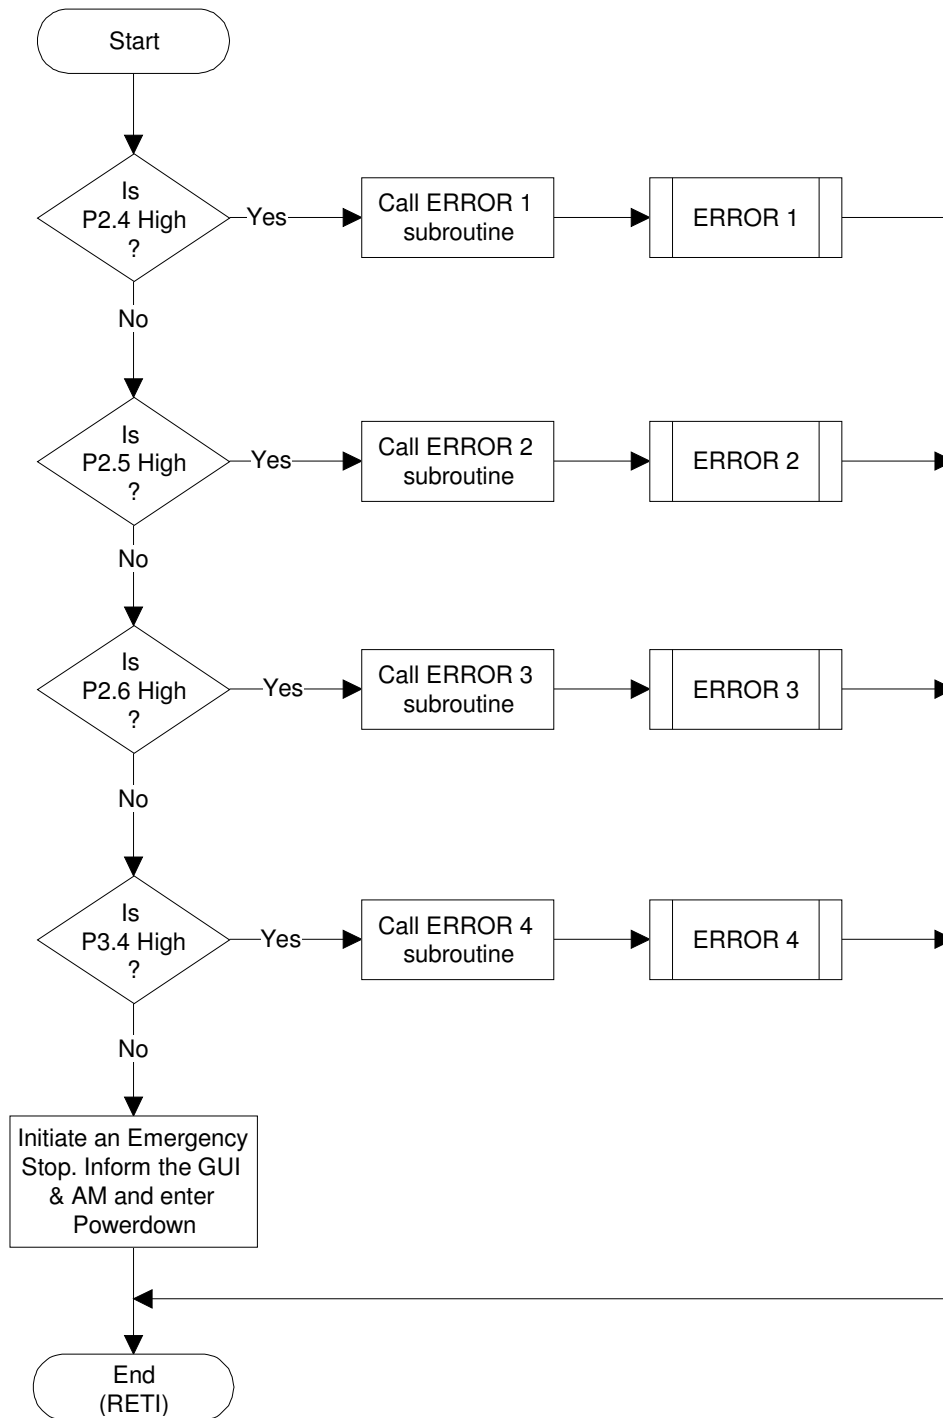 Start
Is
P2.4 High
?
Yes
Call ERROR 1
subroutine
ERROR 1
No
Is
P2.5 High
?
Yes
Call ERROR 2
subroutine
ERROR 2
No
Is
P2.6 High
?
Yes
Call ERROR 3
subroutine
ERROR 3
No
Is
P3.4 High
?
Yes
Call ERROR 4
subroutine
ERROR 4
No
Initiate an Emergency
Stop. Inform the GUI
& AM and enter
Powerdown
End
(RETI)